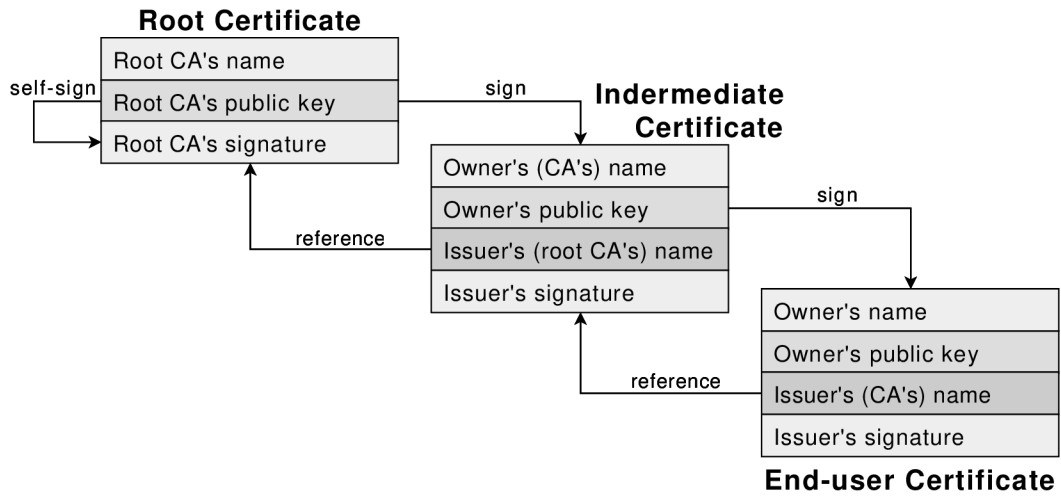 Root Certificate
Root CA's name
self-sign
Root CA's public key
sign
Root CA's signature
Indermediate
Certificate
Owner's (CA's) name
Owner's public key
sign
reference
Issuer's (root CA's) name
Issuer's signature
Owner's name
Owner's public key
reference
Issuer's (CA's) name
Issuer's signature
End-user Certificate